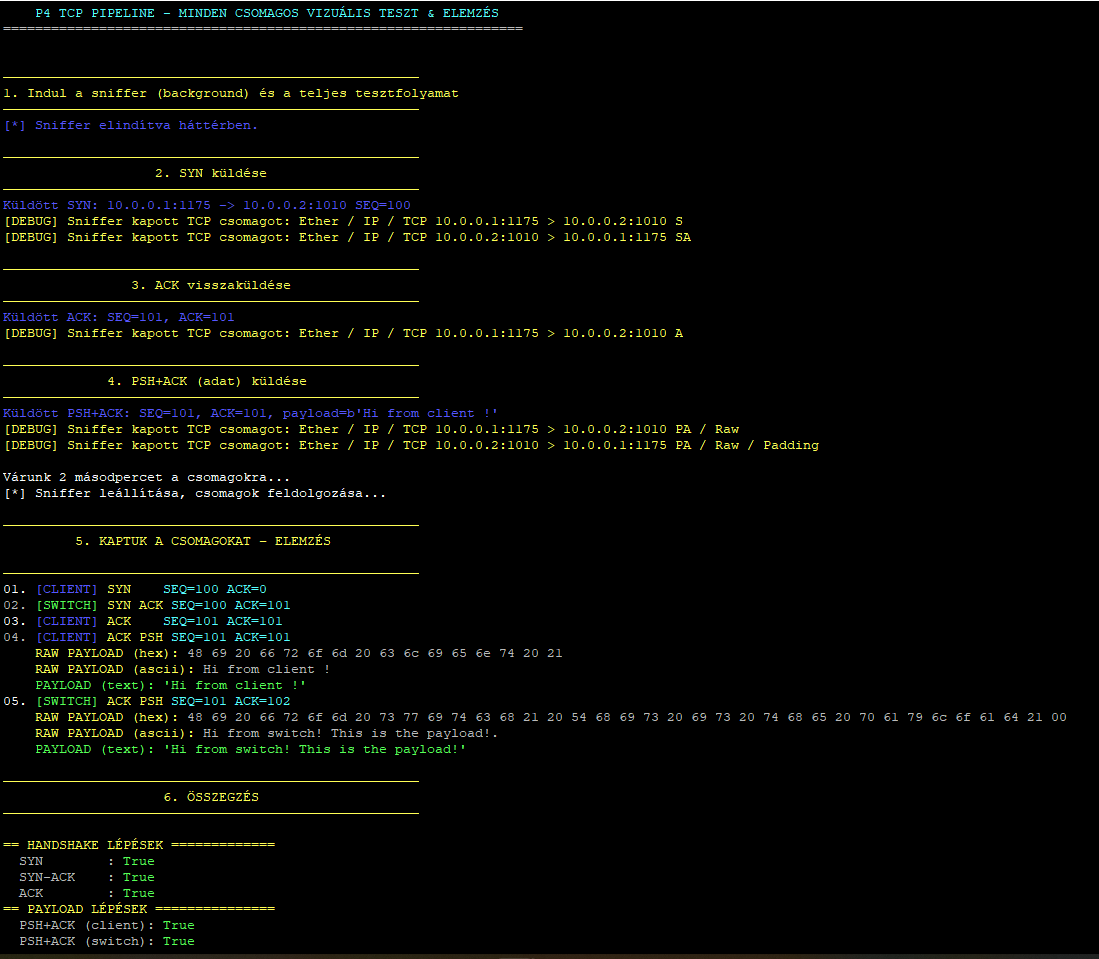 P4 TCP PIPELINE - MINDEN CSOMAGOS VIZUÁLIS TESZT & ELEMZÉS
=================================================================
1. Indul a sniffer (background) és a teljes tesztfolyamat
[*] Sniffer elindítva háttérben.
2. SYN küldése
Küldött SYN: 10.0.0.1:1175 -> 10.0.0.2:1010 SEQ=100
[DEBUG] Sniffer kapott TCP csomagot: Ether / IP / TCP 10.0.0.1:1175 > 10.0.0.2:1010 S
[DEBUG] Sniffer kapott TCP csomagot: Ether / IP / TCP 10.0.0.2:1010 > 10.0.0.1:1175 SA
3. ACK visszaküldése
Küldött ACK: SEQ=101, ACK=101
[DEBUG] Sniffer kapott TCP csomagot: Ether / IP / TCP 10.0.0.1:1175 > 10.0.0.2:1010 A
4. PSH+ACK (adat) küldése
Küldött PSH+ACK: SEQ=101, ACK=101, payload=b'Hi from client !'
[DEBUG] Sniffer kapott TCP csomagot: Ether / IP / TCP 10.0.0.1:1175 > 10.0.0.2:1010 PA / Raw
[DEBUG] Sniffer kapott TCP csomagot: Ether / IP / TCP 10.0.0.2:1010 > 10.0.0.1:1175 PA / Raw / Padding
Várunk 2 másodpercet a csomagokra...
[*] Sniffer leállítása, csomagok feldolgozása...
5. KAPTUK A CSOMAGOKAT - ELEMZÉS
01. [CLIENT] SYN    SEQ=100 ACK=0
02. [SWITCH] SYN ACK SEQ=100 ACK=101
03. [CLIENT] ACK    SEQ=101 ACK=101
04. [CLIENT] ACK PSH SEQ=101 ACK=101
RAW PAYLOAD (hex): 48 69 20 66 72 6f 6d 20 63 6c 69 65 6e 74 20 21
RAW PAYLOAD (ascii): Hi from client !
PAYLOAD (text): 'Hi from client !'
05. [SWITCH] ACK PSH SEQ=101 ACK=102
RAW PAYLOAD (hex): 48 69 20 66 72 6f 6d 20 73 77 69 74 63 68 21 20 54 68 69 73 20 69 73 20 74 68 65 20 70 61 79 6c 6f 61 64 21 00
RAW PAYLOAD (ascii): Hi from switch! This is the payload!.
PAYLOAD (text): 'Hi from switch! This is the payload!'
6. ÖSSZEGZÉS
== HANDSHAKE LÉPÉSEK =============
SYN        : True
SYN-ACK    : True
ACK        : True
== PAYLOAD LÉPÉSEK ===============
PSH+ACK (client): True
PSH+ACK (switch): True